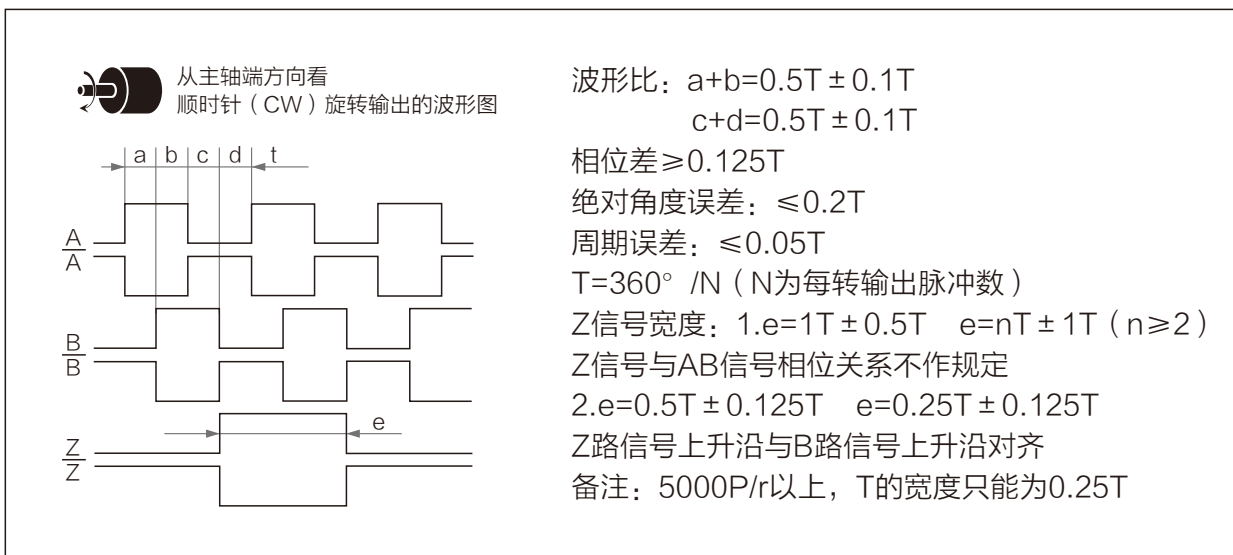 从主轴端方向看
顺时针（CW）旋转输出的波形图
a b c d t
A
A
B
B
e
Z
Z
波形比：a+b=0.5T±0.1T
c+d=0.5T±0.1T
相位差≥0.125T
绝对角度误差：≤0.2T
周期误差：≤0.05T
T=360° /N（N为每转输出脉冲数）
Z信号宽度：1.e=1T±0.5T e=nT±1T（n≥2）
Z信号与AB信号相位关系不作规定
2.e=0.5T±0.125T e=0.25T±0.125T
Z路信号上升沿与B路信号上升沿对齐
备注：5000P/r以上，T的宽度只能为0.25T